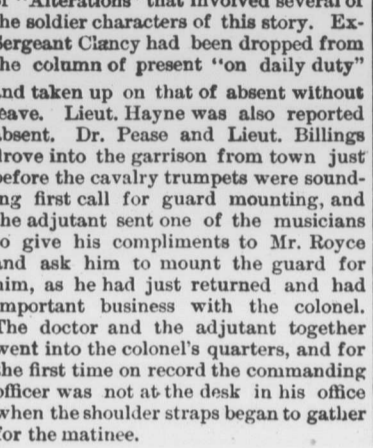 of "Alterations" that involved several of
the soldier characters of this story. Ex-
Sergeant Clancy had been dropped from
the column of present "on daily duty"
and taken up on that of absent without
leave. Lieut. Hayne was also reported
absent. Dr. Pease and Lieut. Billings
drove into the garrison from town just
before the cavalry trumpets were sound-
ing first call for guard mounting, and
the adjutant sent one of the musicians
to give his compliments to Mr. Royce
and ask him to mount the guard for
him, as he had just returned and had
important business with the colonel.
The doctor and the adjutant together
went into the colonel's quarters, and for
the first time on record the commanding
officer was not at the desk in his office
when the shoulder straps began to gather
for the matinee.